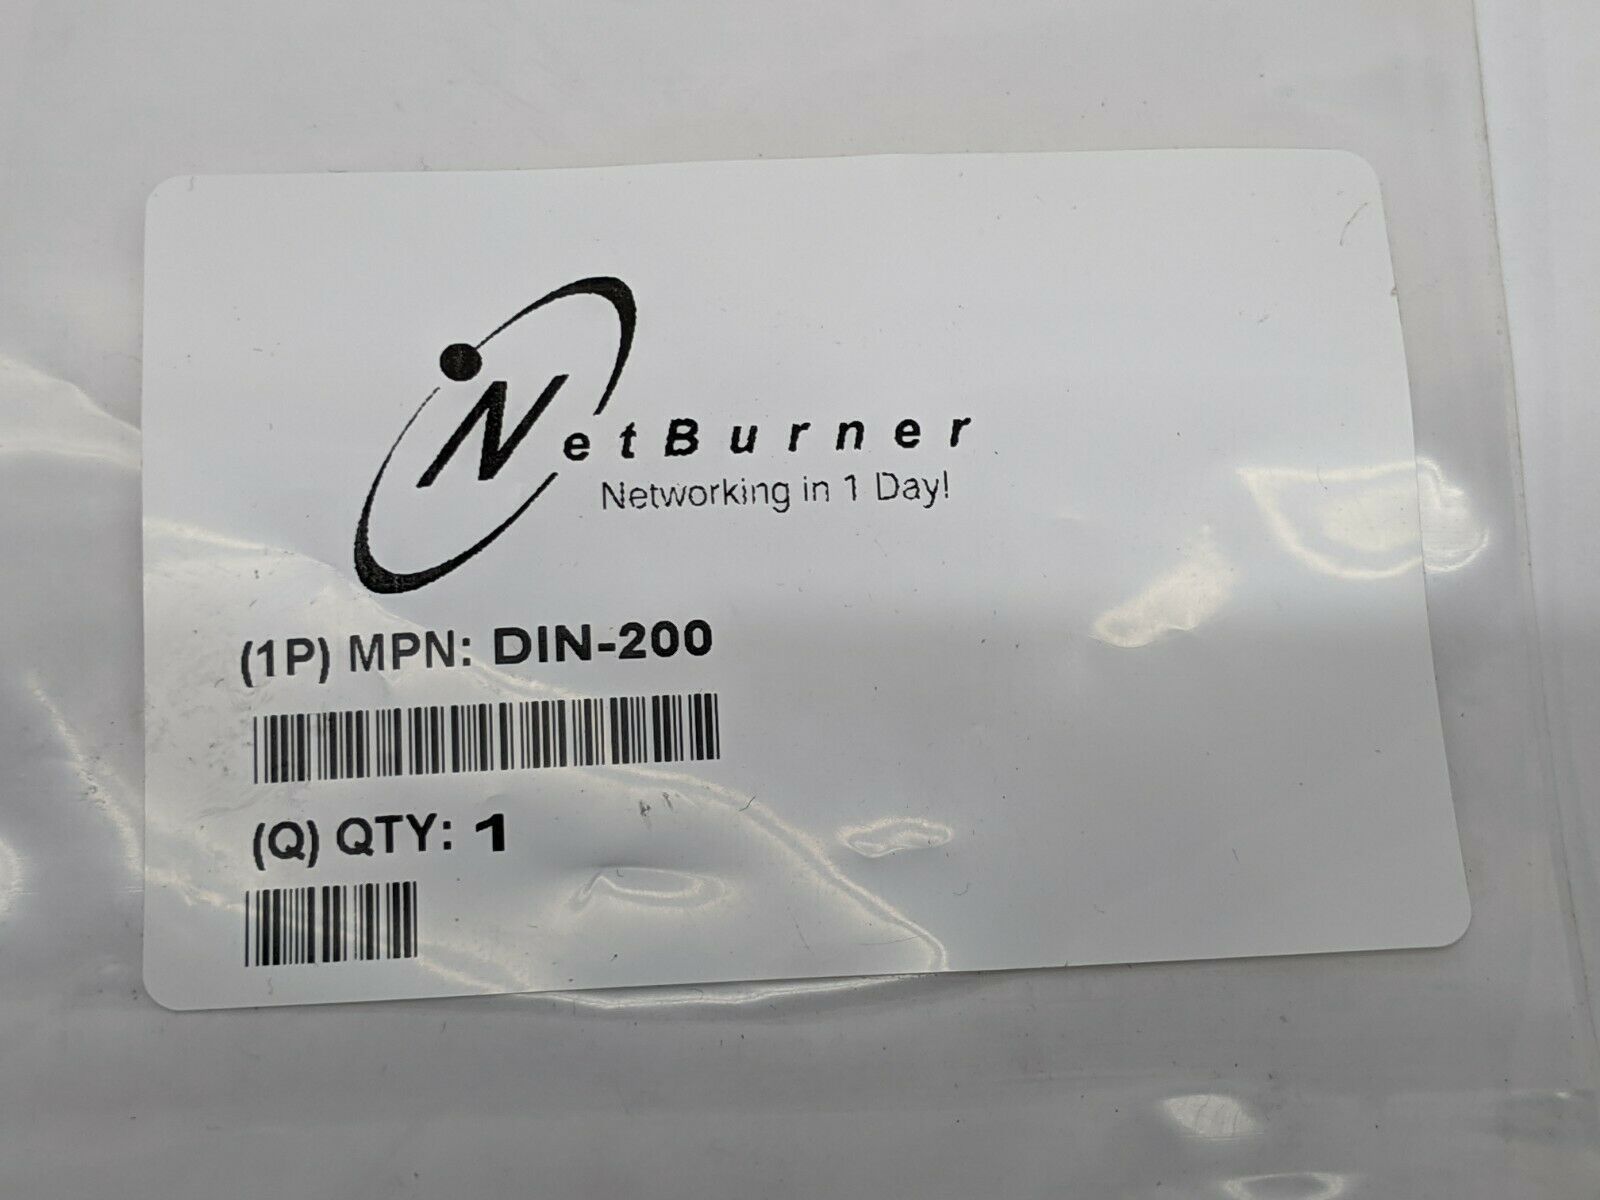 NetBurner
Networking in 1 Day!
(1P) MPN: DIN-200
(Q) QTY: 1